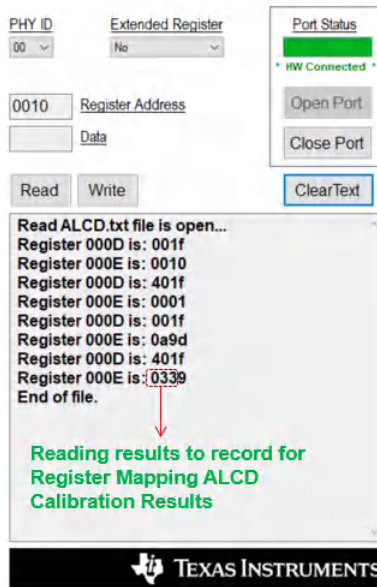 PHY ID
Extended Register
Port Status
00
No
* HW Connected *
0010
Register Address
Open Port
Data
Close Port
Read
Write
ClearText
Read ALCD.txt file is open...
Register 000D is: 001f
Register 000E is: 0010
Register 000D is: 401f
Register 000E is: 0001
Register 000D is: 001f
Register 000E is: 0a9d
Register 000D is: 401f
Register 000E is: 0339
End of file.
Reading results to record for
Register Mapping ALCD
Calibration Results
TEXAS INSTRUMENTS